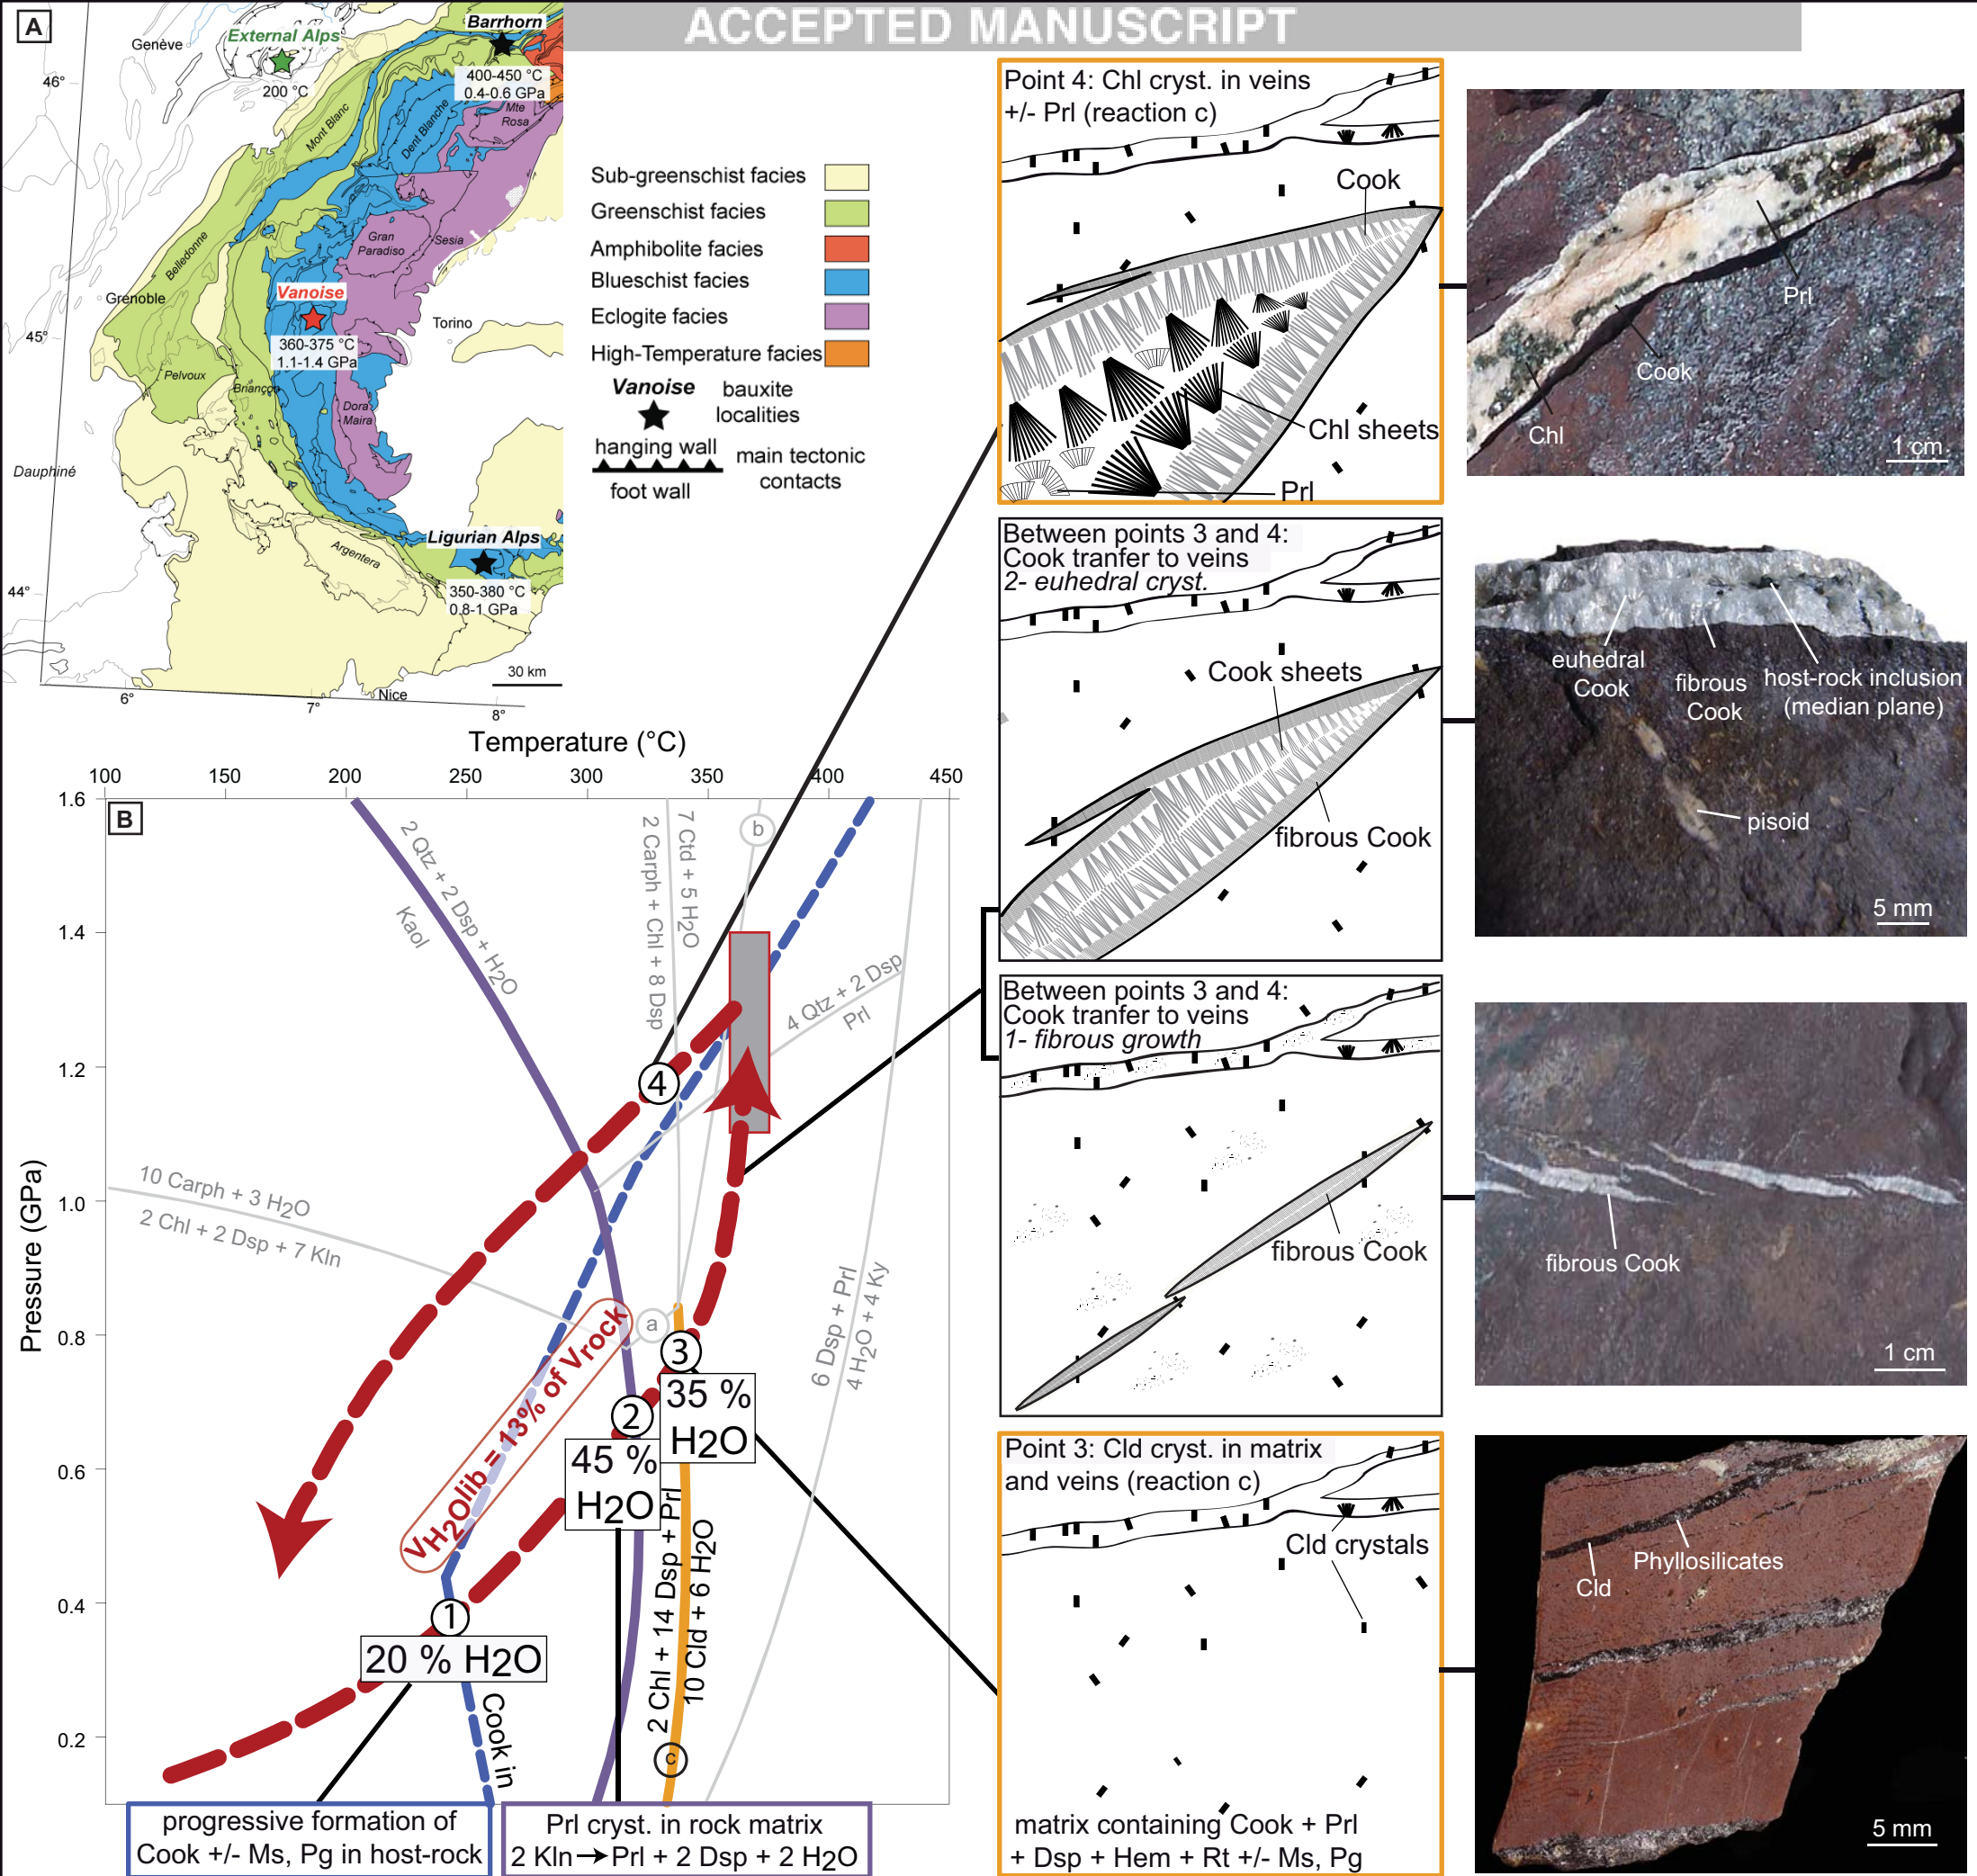 ACCEPTED MANUSCRIPT
A
Genève
External Alps
200 °C
Barrhorn
400-450 °C
0.4-0.6 GPa
46°
Mont Blanc
Dent Blanche
Mte
Rosa
Belledonne
Gran
Paradiso
Sesia
Grenoble
Vanoise
360-375 °C
1.1-1.4 GPa
45°
Torino
Pelvoux
Briançon
Dora
Maira
Dauphiné
Argentera
Ligurian Alps
350-380 °C
0.8-1 GPa
44°
30 km
Nice
6°
7°
8°
Sub-greenschist facies
Greenschist facies
Amphibolite facies
Blueschist facies
Eclogite facies
High-Temperature facies
Vanoise
bauxite
localities
hanging wall
foot wall
main tectonic
contacts
Temperature (°C)
100 150 200 250 300 350 400 450
B
Pressure (GPa)
1.6
1.4
1.2
1.0
0.8
0.6
0.4
0.2
2 Qtz + 2 Dsp + H2O
Kaol
2 Carph + Chl + 8 Dsp
7 Ctd + 5 H2O
b
4 Qtz + 2 Dsp
Prl
10 Carph + 3 H2O
2 Chl + 2 Dsp + 7 Kln
a
6 Dsp + Prl
4 H2O + 4 Ky
4
3
2
1
35 %
H2O
45 %
H2O
20 % H2O
VH2Olib = 13% of Vrock
2 Chl + 14 Dsp + Prl
10 Cld + 6 H2O
c
Cook in
progressive formation of
Cook +/- Ms, Pg in host-rock
Prl cryst. in rock matrix
2 Kln → Prl + 2 Dsp + 2 H2O
Point 4: Chl cryst. in veins
+/- Prl (reaction c)
Cook
Chl sheets
Prl
Prl
Cook
Chl
1 cm
Between points 3 and 4:
Cook tranfer to veins
2- euhedral cryst.
Cook sheets
fibrous Cook
euhedral
Cook
fibrous
Cook
host-rock inclusion
(median plane)
pisoid
5 mm
Between points 3 and 4:
Cook tranfer to veins
1- fibrous growth
fibrous Cook
fibrous Cook
1 cm
Point 3: Cld cryst. in matrix
and veins (reaction c)
Cld crystals
matrix containing Cook + Prl
+ Dsp + Hem + Rt +/- Ms, Pg
Phyllosilicates
Cld
5 mm